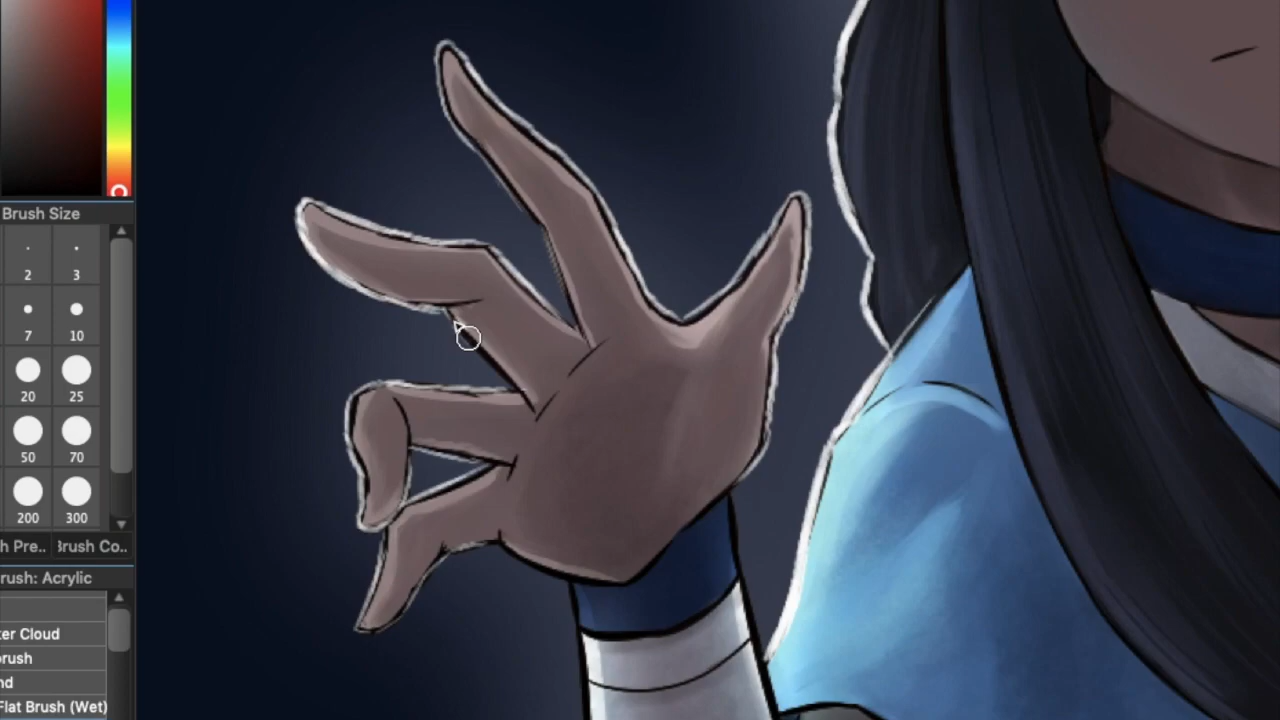 Brush Size
2 3
7 10
20 25
50 70
200 300
h Pre.. Brush Co..
rush: Acrylic
ter Cloud
brush
nd
Flat Brush (Wet)